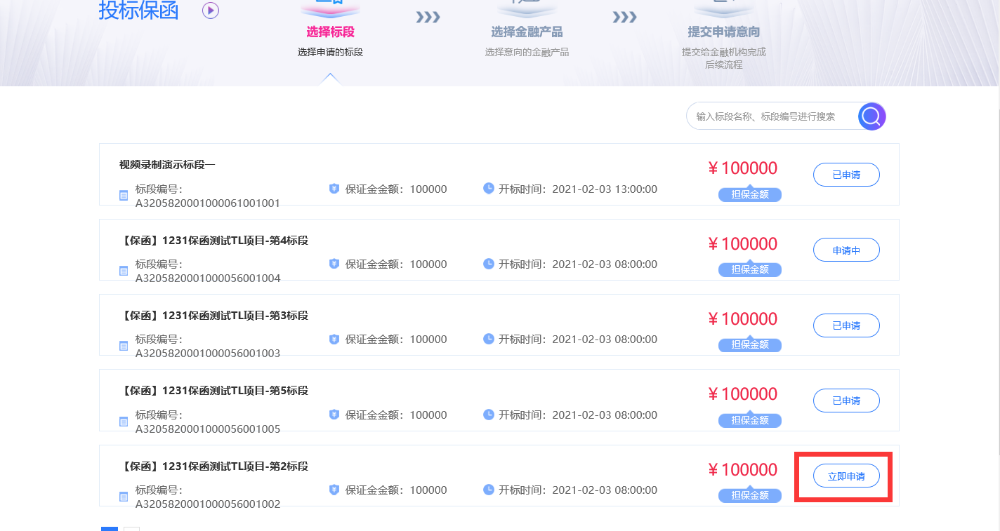 投标保函
选择标段
选择金融产品
提交申请意向
选择申请的标段
选择意向的金融产品
提交给金融机构完成
后续流程
输入标段名称、标段编号进行搜索
视频录制演示标段一
标段编号：
A3205820001000061001001
保证金金额：100000
开标时间：2021-02-03 13:00:00
￥100000
担保金额
已申请
【保函】1231保函测试TL项目-第4标段
标段编号：
A3205820001000056001004
保证金金额：100000
开标时间：2021-02-03 08:00:00
￥100000
担保金额
申请中
【保函】1231保函测试TL项目-第3标段
标段编号：
A3205820001000056001003
保证金金额：100000
开标时间：2021-02-03 08:00:00
￥100000
担保金额
已申请
【保函】1231保函测试TL项目-第5标段
标段编号：
A3205820001000056001005
保证金金额：100000
开标时间：2021-02-03 08:00:00
￥100000
担保金额
已申请
【保函】1231保函测试TL项目-第2标段
标段编号：
A3205820001000056001002
保证金金额：100000
开标时间：2021-02-03 08:00:00
￥100000
担保金额
立即申请